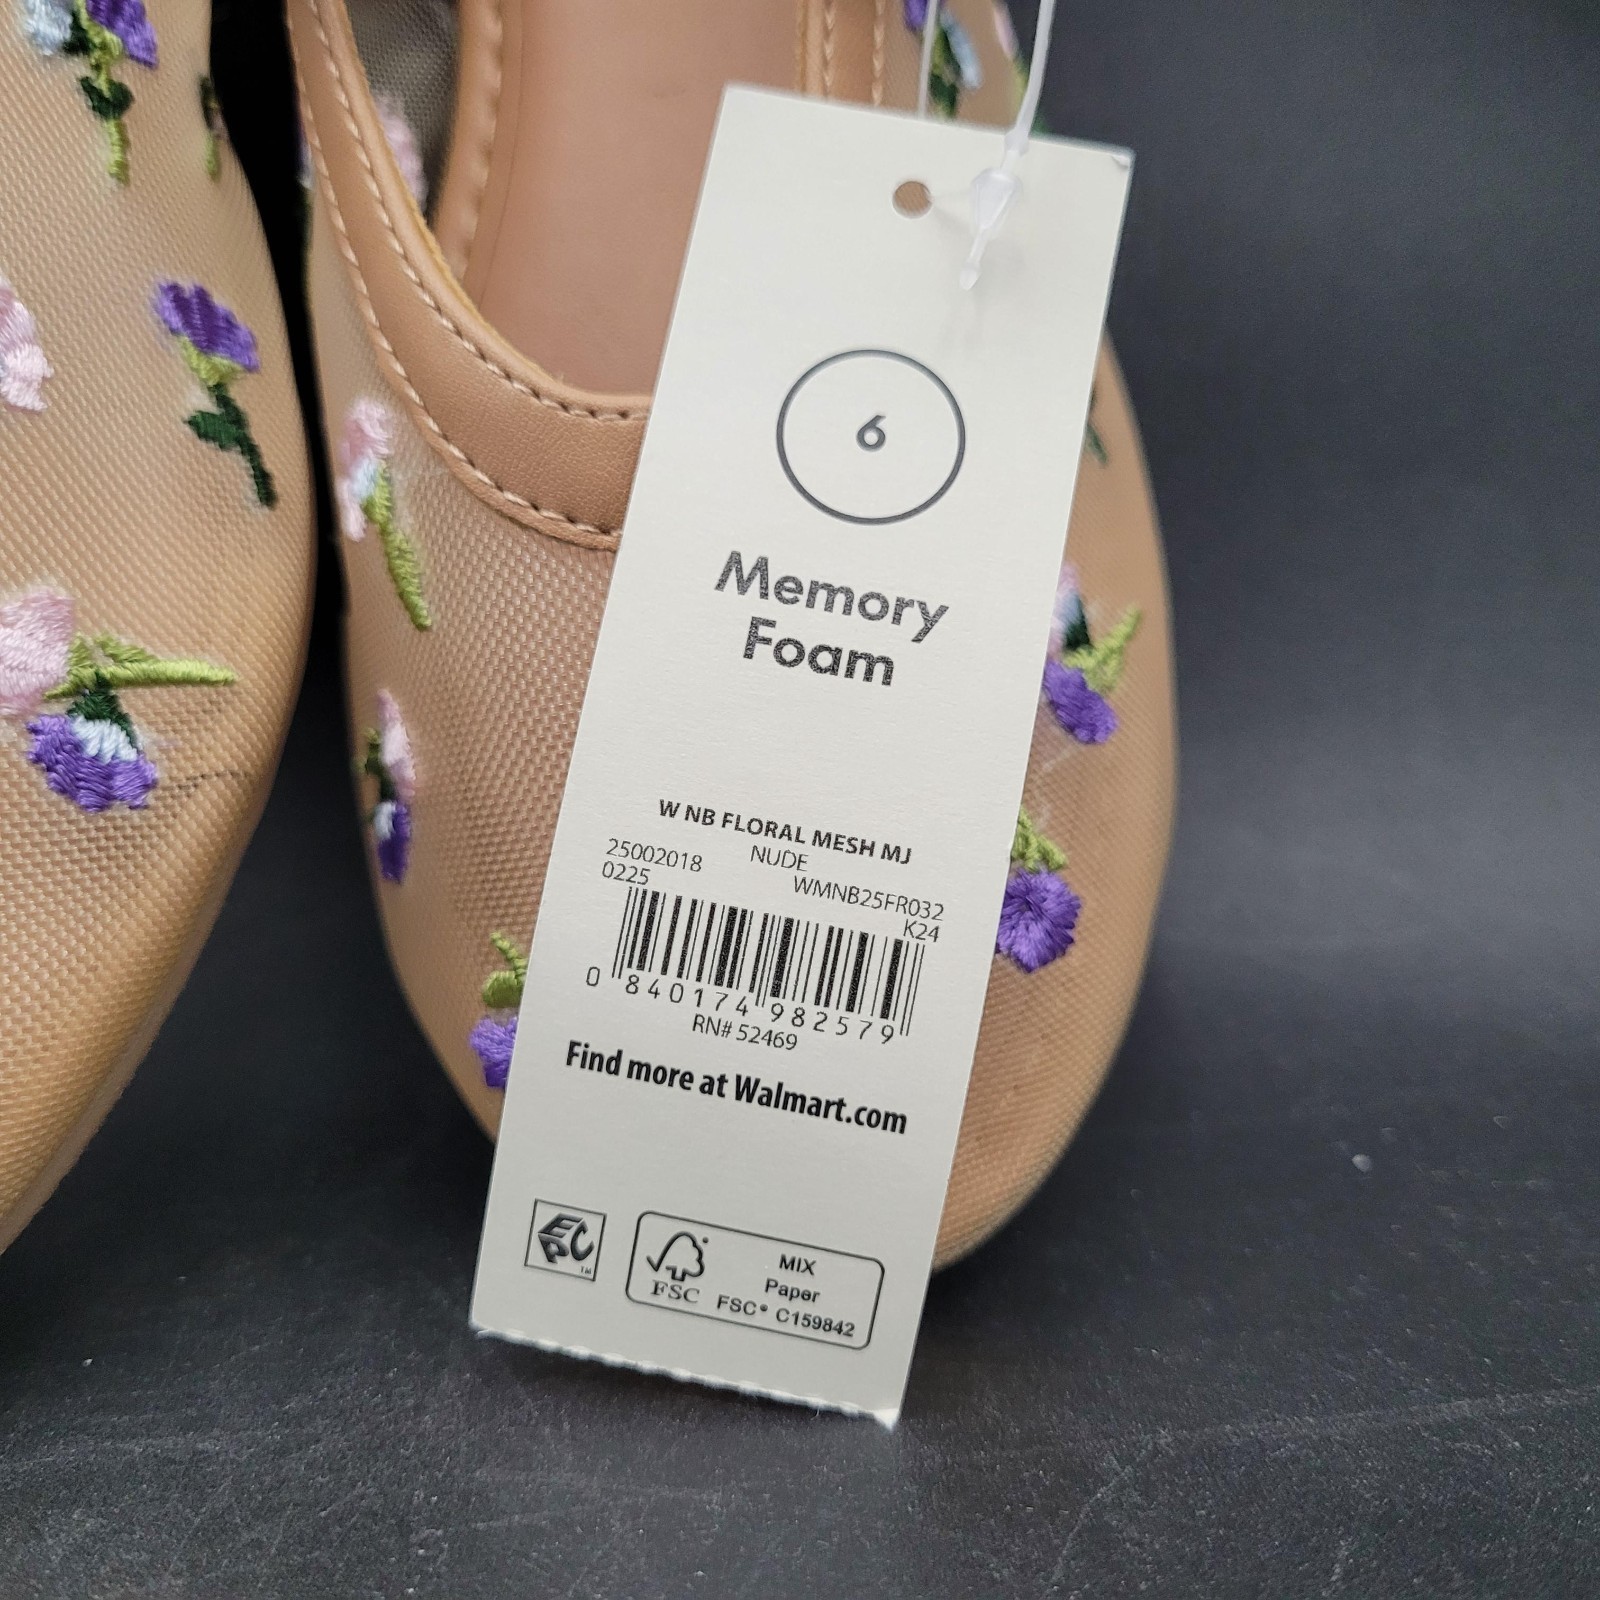 6
Memory
Foam
W NB FLORAL MESH MJ
25002018 NUDE
0225 WMNB25FR032
K24
0 840174 982579
RN# 52469
Find more at Walmart.com
EPC™
MIX
Paper
FSC FSC® C159842